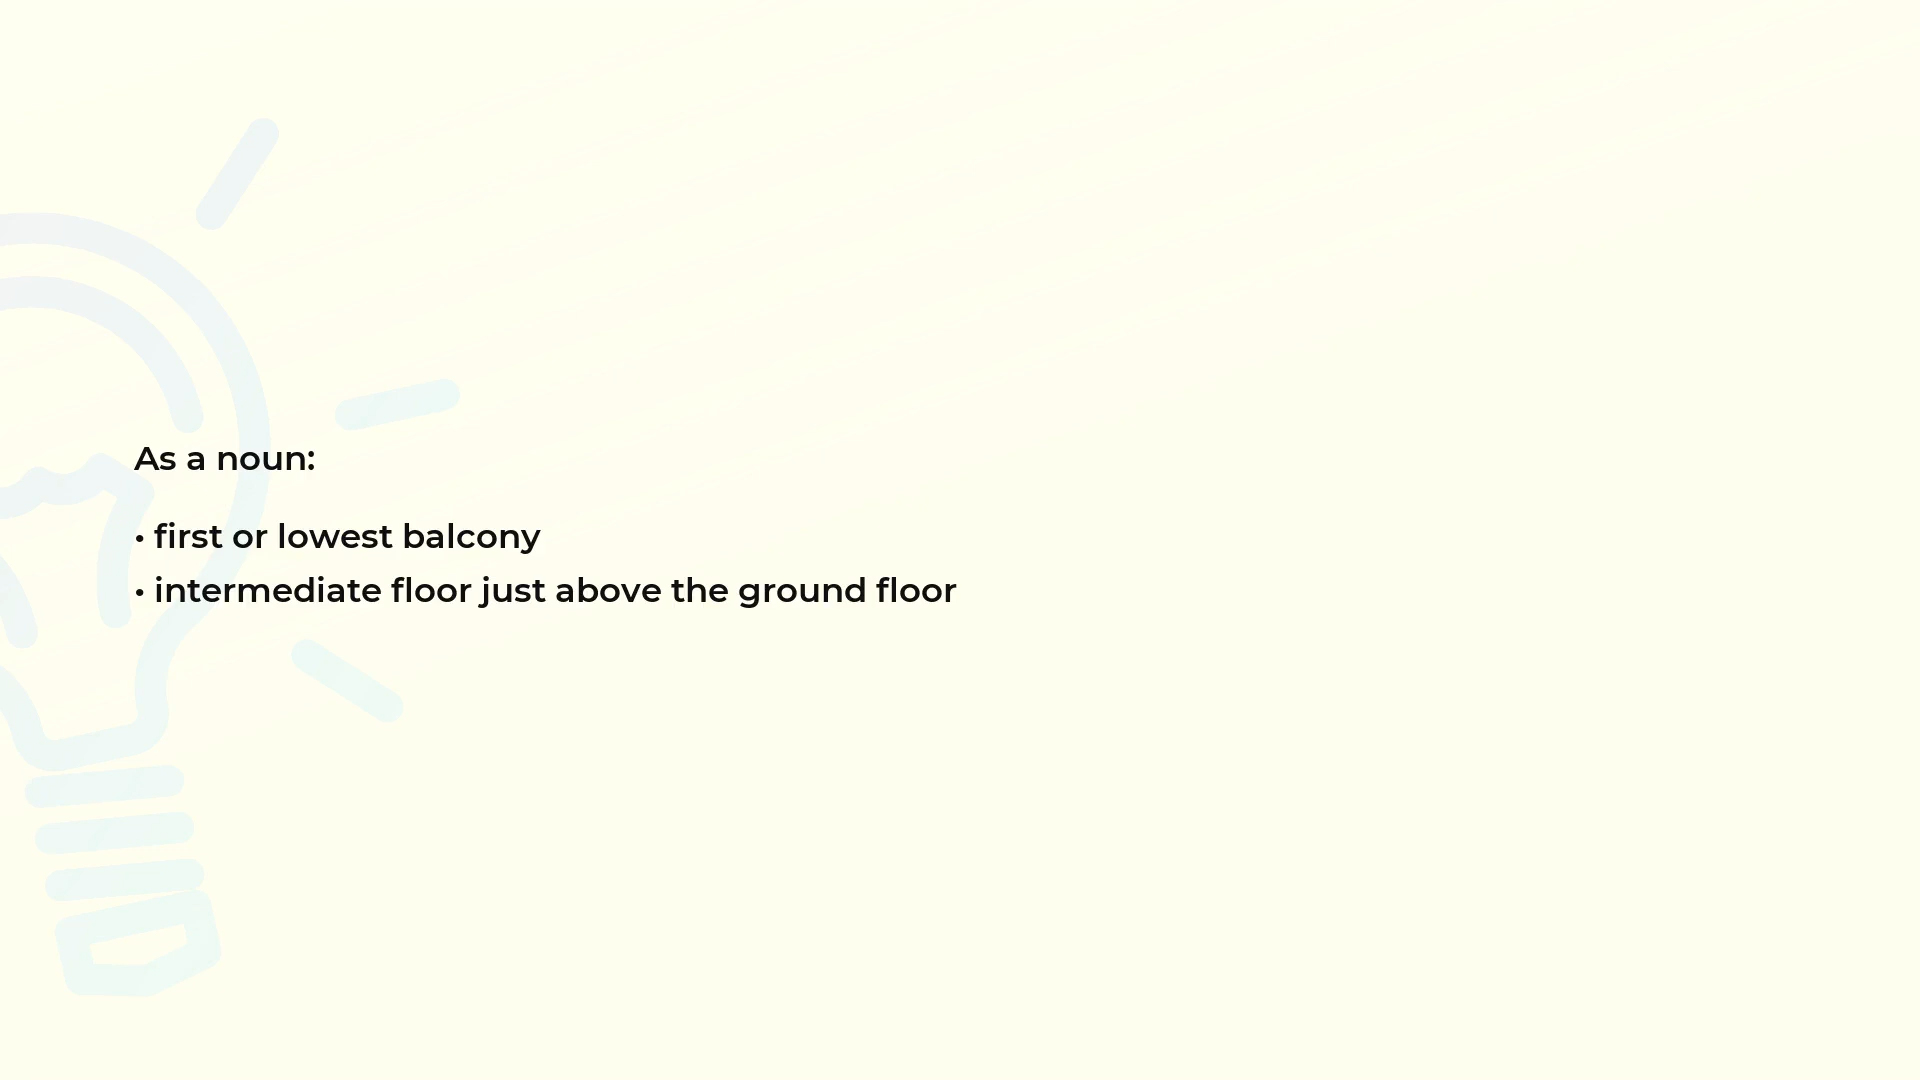 As a noun:
• first or lowest balcony
• intermediate floor just above the ground floor